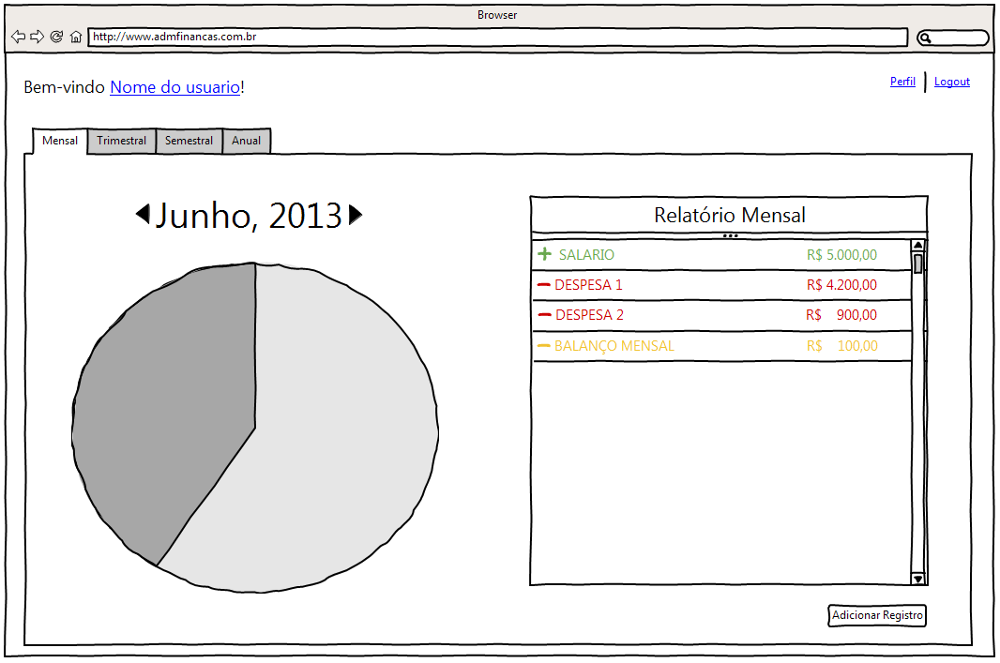 Browser
http://www.admfinancas.com.br
Bem-vindo Nome do usuario!
Perfil
Logout
Mensal
Trimestral
Semestral
Anual
Junho, 2013
Relatório Mensal
+ SALARIO R$ 5.000,00
− DESPESA 1 R$ 4.200,00
− DESPESA 2 R$ 900,00
− BALANÇO MENSAL R$ 100,00
Adicionar Registro